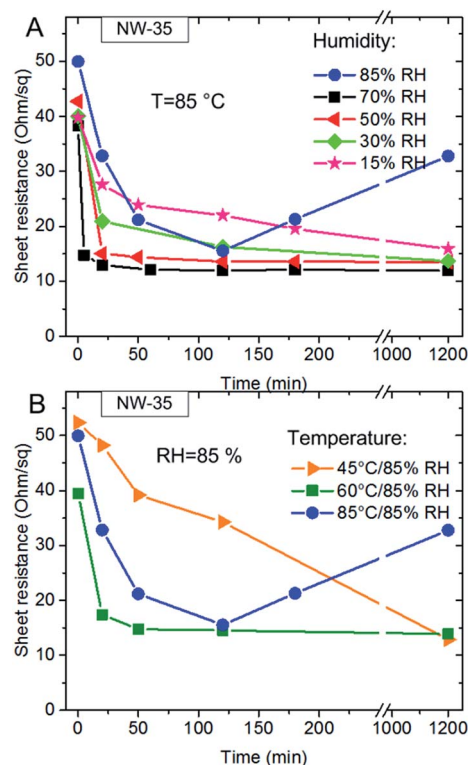 A
NW-35
Humidity:
T=85 °C
85% RH
70% RH
50% RH
30% RH
15% RH
Sheet resistance (Ohm/sq)
50
40
30
20
10
0
0 50 100 150 200 1000 1200
Time (min)
B
NW-35
RH=85 %
Temperature:
45°C/85% RH
60°C/85% RH
85°C/85% RH
Sheet resistance (Ohm/sq)
50
40
30
20
10
0
0 50 100 150 200 1000 1200
Time (min)